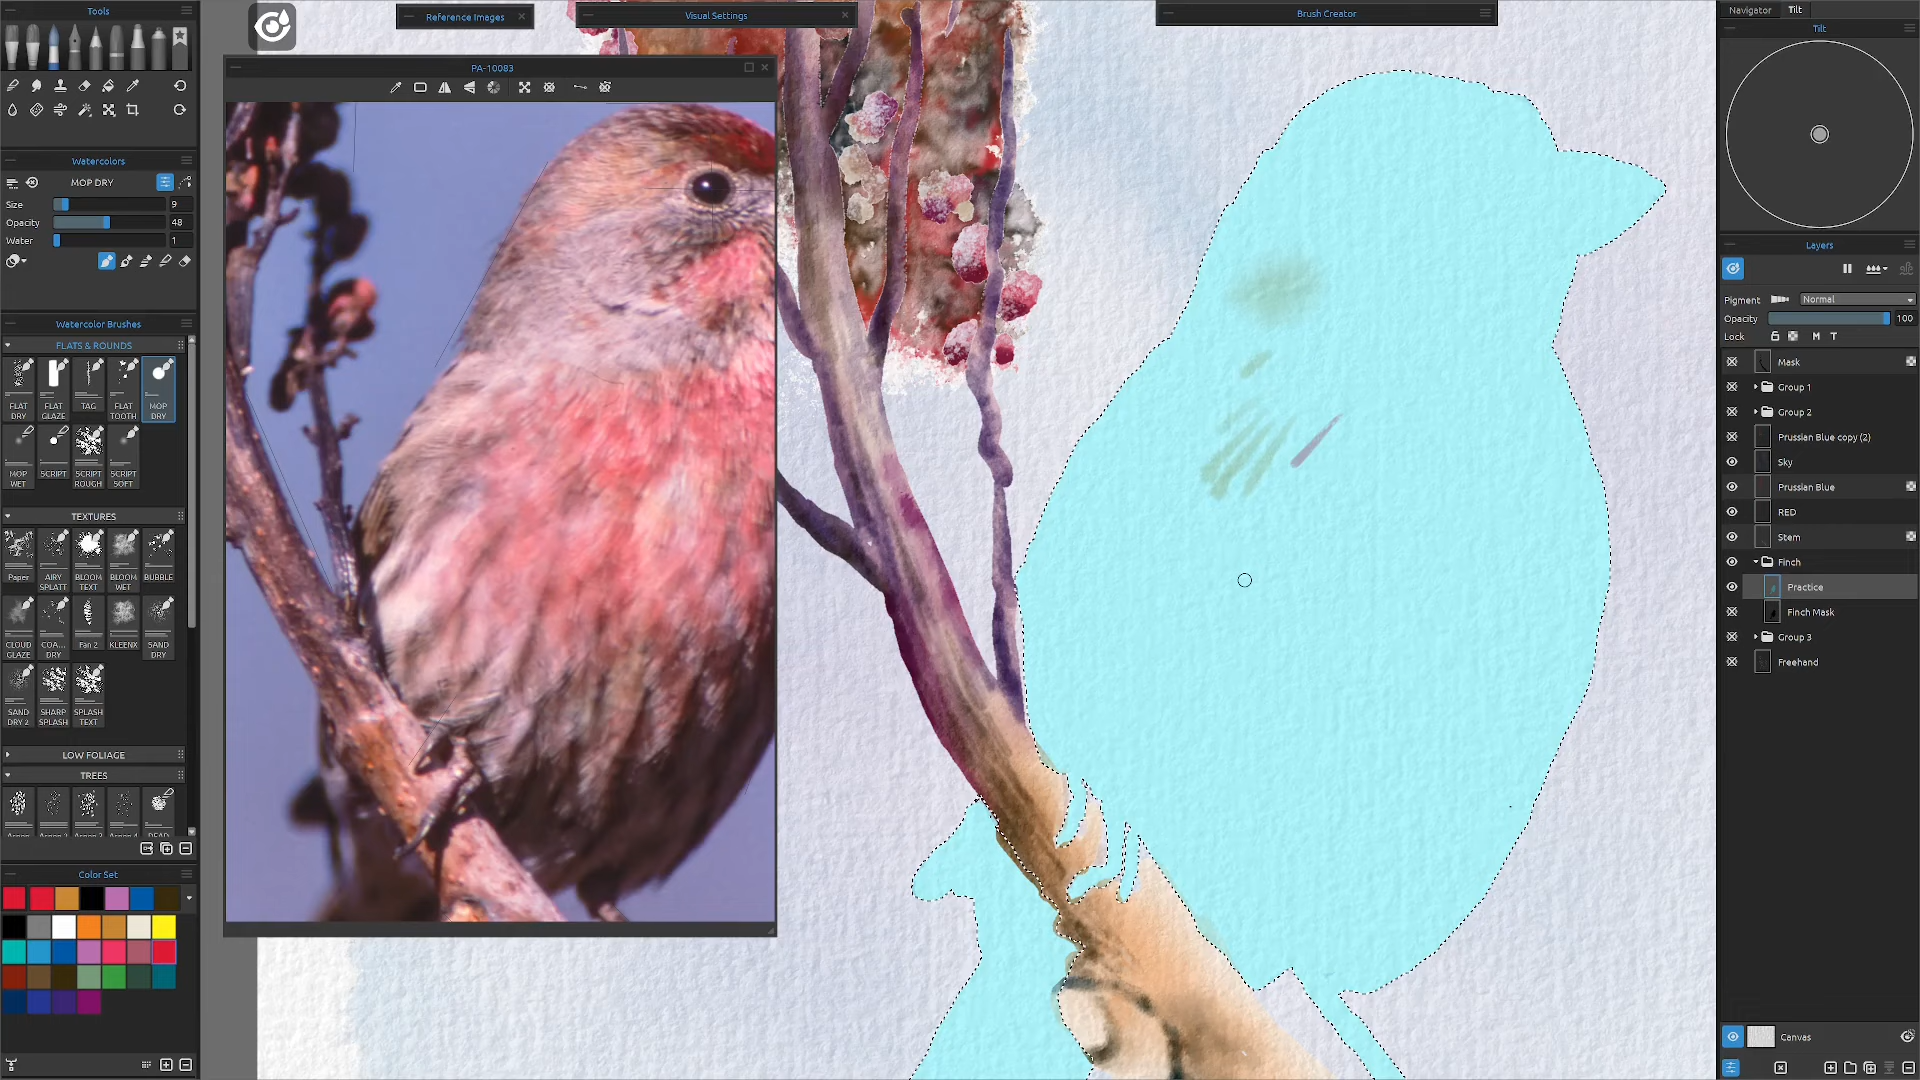 Tools
Reference Images
Visual Settings
Brush Creator
Navigator
Tilt
Tilt
PA-10083
Watercolors
MOP DRY
Size
9
Opacity
48
Water
1
Layers
Pigment
Normal
Opacity
100
Lock
M
T
Watercolor Brushes
FLATS & ROUNDS
FLAT DRY
FLAT GLAZE
TAG
FLAT TOOTH
MOP DRY
MOP WET
SCRIPT
SCRIPT ROUGH
SCRIPT SOFT
TEXTURES
Paper
AIRY SPLATT
BLOOM TEXT
BLOOM WET
BUBBLE
CLOUD GLAZE
COA... DRY
Fan 2
KLEENX
SAND DRY
SAND DRY 2
SHARP SPLASH
SPLASH TEXT
LOW FOLIAGE
TREES
Mask
Group 1
Group 2
Prussian Blue copy (2)
Sky
Prussian Blue
RED
Stem
Finch
Practice
Finch Mask
Group 3
Freehand
Color Set
Canvas